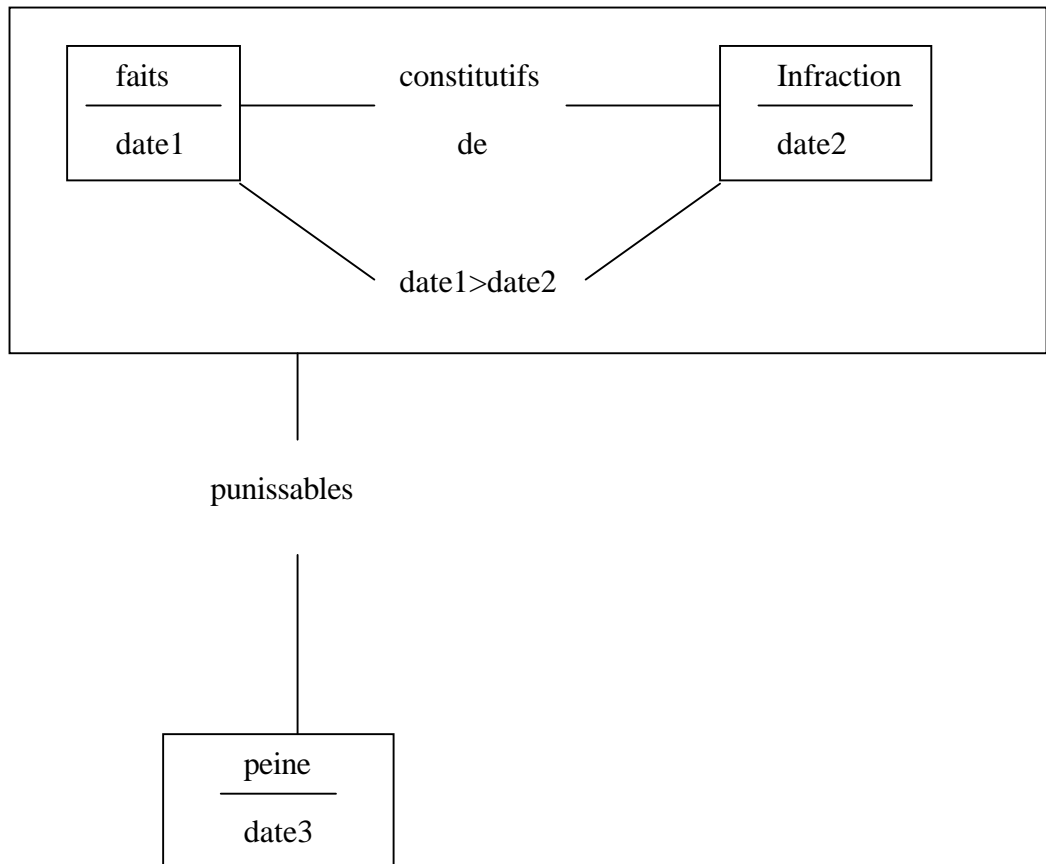 faits
date1
constitutifs
de
Infraction
date2
date1>date2
punissables
peine
date3